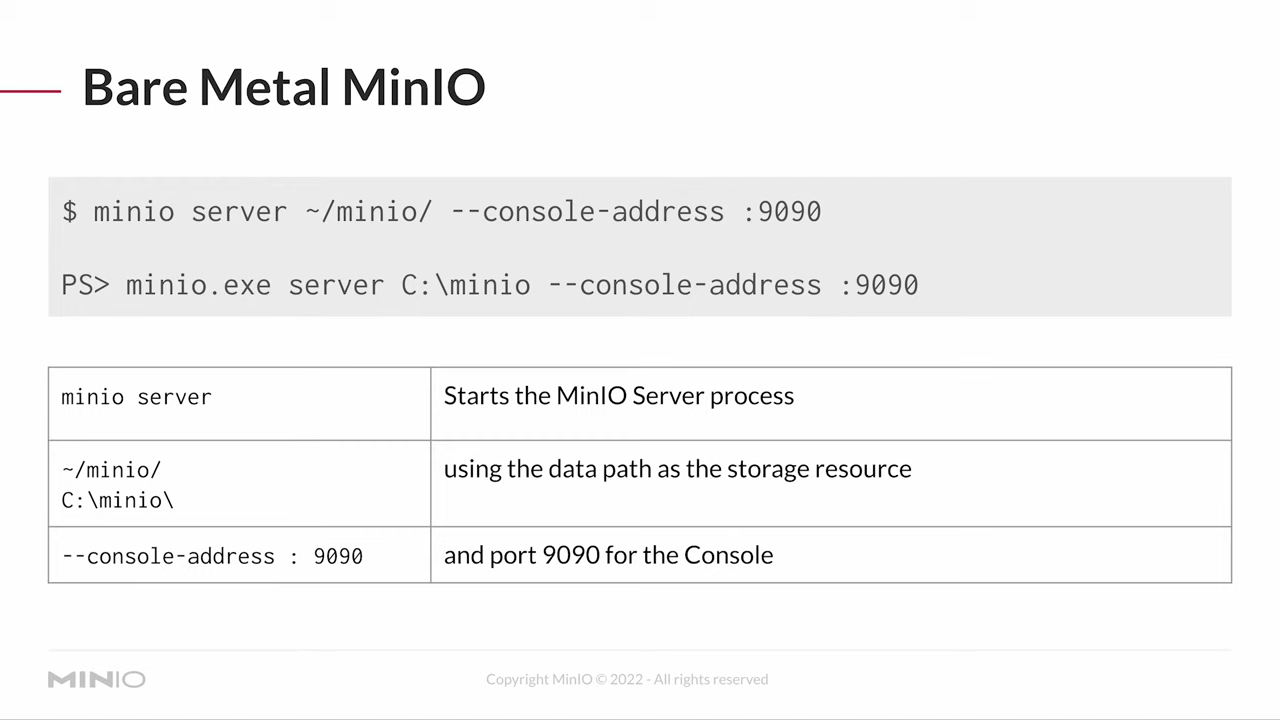 Bare Metal MinIO
$ minio server ~/minio/ --console-address :9090
PS> minio.exe server C:\minio --console-address :9090
minio server
Starts the MinIO Server process
~/minio/
C:\minio\
using the data path as the storage resource
--console-address : 9090
and port 9090 for the Console
MINIO
Copyright MinIO © 2022 - All rights reserved